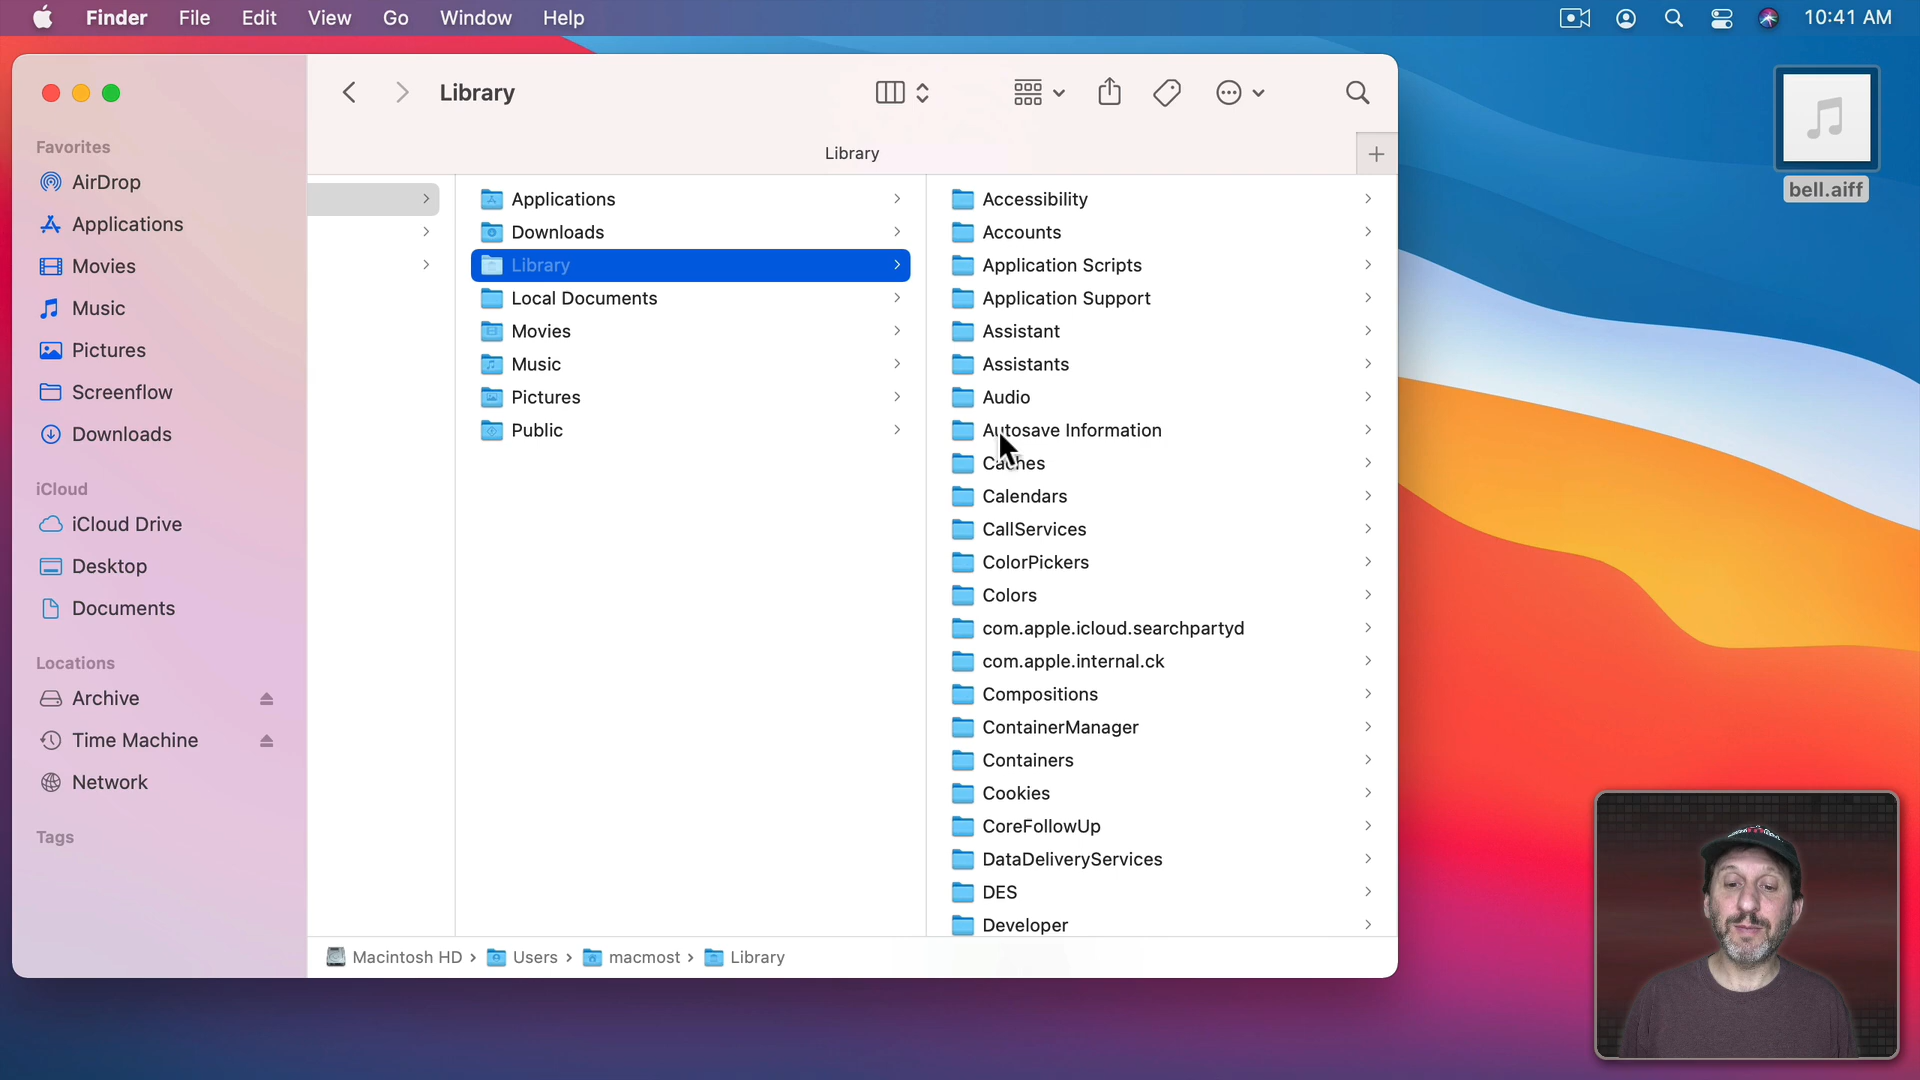 Finder File Edit View Go Window Help 10:41 AM
Library
Library
Favorites
AirDrop
Applications
Movies
Music
Pictures
Screenflow
Downloads
iCloud
iCloud Drive
Desktop
Documents
Locations
Archive
Time Machine
Network
Tags
Applications
Downloads
Library
Local Documents
Movies
Music
Pictures
Public
Accessibility
Accounts
Application Scripts
Application Support
Assistant
Assistants
Audio
Autosave Information
Caches
Calendars
CallServices
ColorPickers
Colors
com.apple.icloud.searchpartyd
com.apple.internal.ck
Compositions
ContainerManager
Containers
Cookies
CoreFollowUp
DataDeliveryServices
DES
Developer
Macintosh HD › Users › macmost › Library
bell.aiff